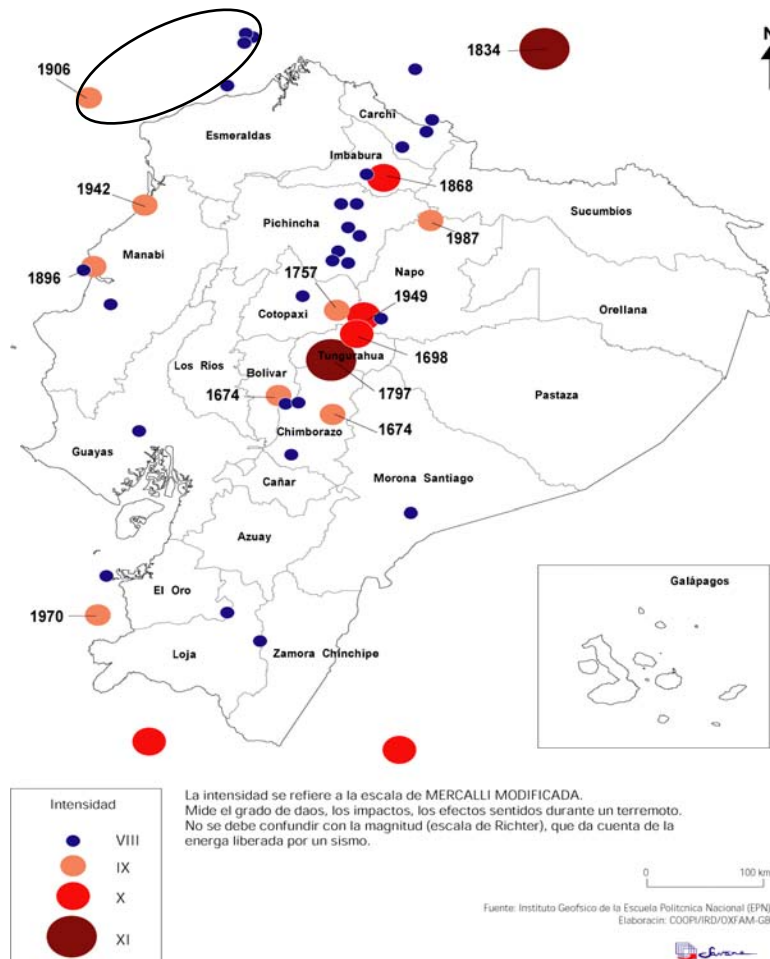 N
1834
1906
Carchi
Esmeraldas
Imbabura
1868
1942
Sucumbios
Pichincha
1987
Manabi
1896
1757
Napo
1949
Orellana
Cotopaxi
1698
Los Ríos
Tungurahua
Bolivar
1797
Pastaza
1674
1674
Chimborazo
Guayas
Cañar
Morona Santiago
Azuay
Galápagos
El Oro
1970
Loja
Zamora Chinchipe
La intensidad se refiere a la escala de MERCALLI MODIFICADA.
Mide el grado de daos, los impactos, los efectos sentidos durante un terremoto.
No se debe confundir con la magnitud (escala de Richter), que da cuenta de la
energa liberada por un sismo.
Intensidad
VIII
IX
X
XI
0 100 km
Fuente: Instituto Geofsico de la Escuela Politcnica Nacional (EPN)
Elaboracin: COOPI/IRD/OXFAM-GB
Savane